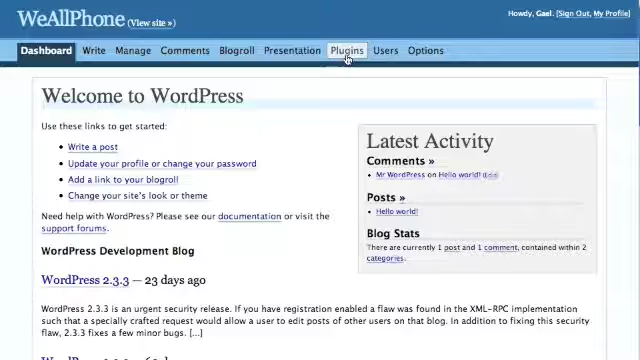 WeAllPhone (View site »)
Howdy, Gael. [Sign Out, My Profile]
Dashboard Write Manage Comments Blogroll Presentation Plugins Users Options
Welcome to WordPress
Use these links to get started:
Write a post
Update your profile or change your password
Add a link to your blogroll
Change your site's look or theme
Need help with WordPress? Please see our documentation or visit the
support forums.
Latest Activity
Comments »
Mr WordPress on Hello world! (Edit)
Posts »
Hello world!
Blog Stats
There are currently 1 post and 1 comment, contained within 2
categories.
WordPress Development Blog
WordPress 2.3.3 — 23 days ago
WordPress 2.3.3 is an urgent security release. If you have registration enabled a flaw was found in the XML-RPC implementation
such that a specially crafted request would allow a user to edit posts of other users on that blog. In addition to fixing this security
flaw, 2.3.3 fixes a few minor bugs. [...]